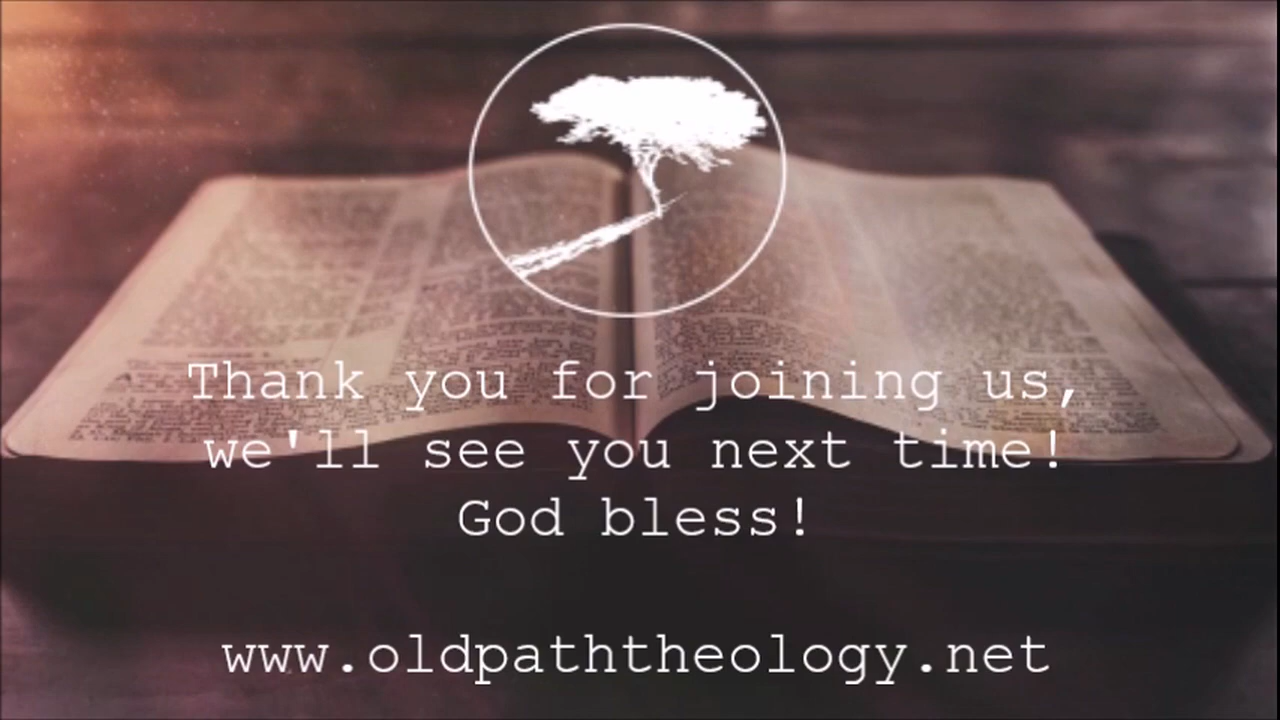 Thank you for joining us,
we'll see you next time!
God bless!
www.oldpaththeology.net